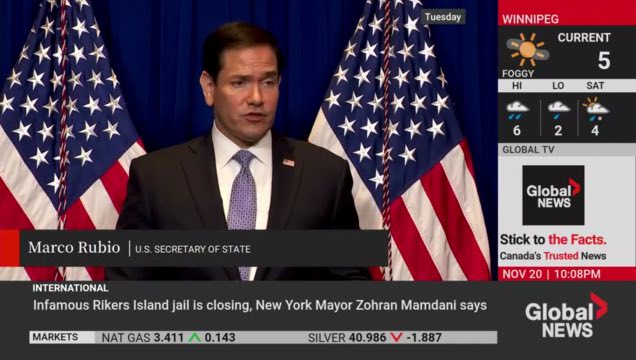 Tuesday
WINNIPEG
CURRENT
5
FOGGY
HI LO SAT
6 2 4
GLOBAL TV
Global
NEWS
Stick to the Facts.
Canada's Trusted News
NOV 20 | 10:08PM
Marco Rubio | U.S. SECRETARY OF STATE
INTERNATIONAL
Infamous Rikers Island jail is closing, New York Mayor Zohran Mamdani says
MARKETS NAT GAS 3.411 0.143 SILVER 40.986 -1.887
Global
NEWS